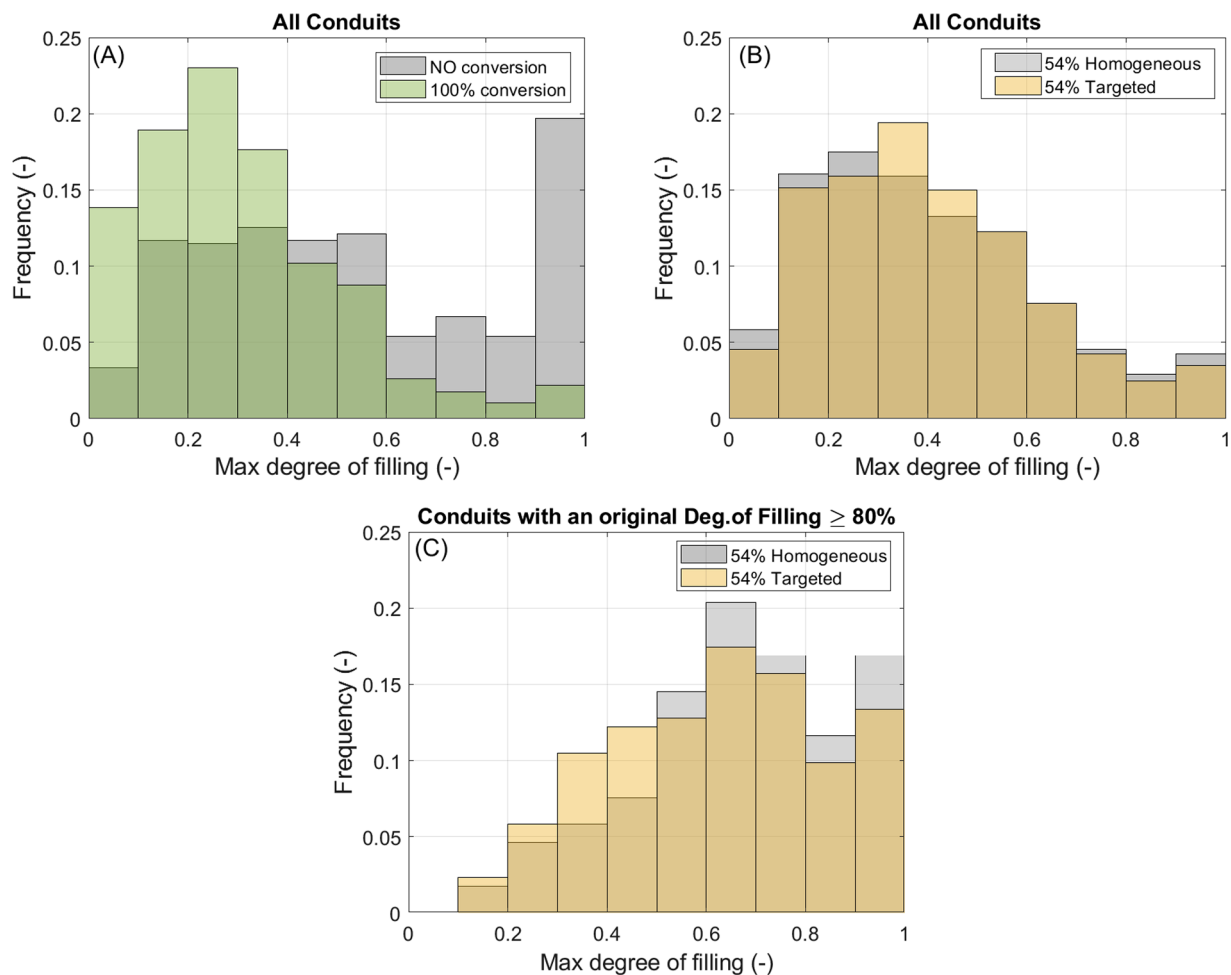 All Conduits
(A)
NO conversion
100% conversion
0.25
0.2
0.15
0.1
0.05
0
Frequency (-)
0
0.2
0.4
0.6
0.8
1
Max degree of filling (-)
All Conduits
(B)
54% Homogeneous
54% Targeted
0.25
0.2
0.15
0.1
0.05
0
Frequency (-)
0
0.2
0.4
0.6
0.8
1
Max degree of filling (-)
Conduits with an original Deg.of Filling ≥ 80%
(C)
54% Homogeneous
54% Targeted
0.25
0.2
0.15
0.1
0.05
0
Frequency (-)
0
0.2
0.4
0.6
0.8
1
Max degree of filling (-)